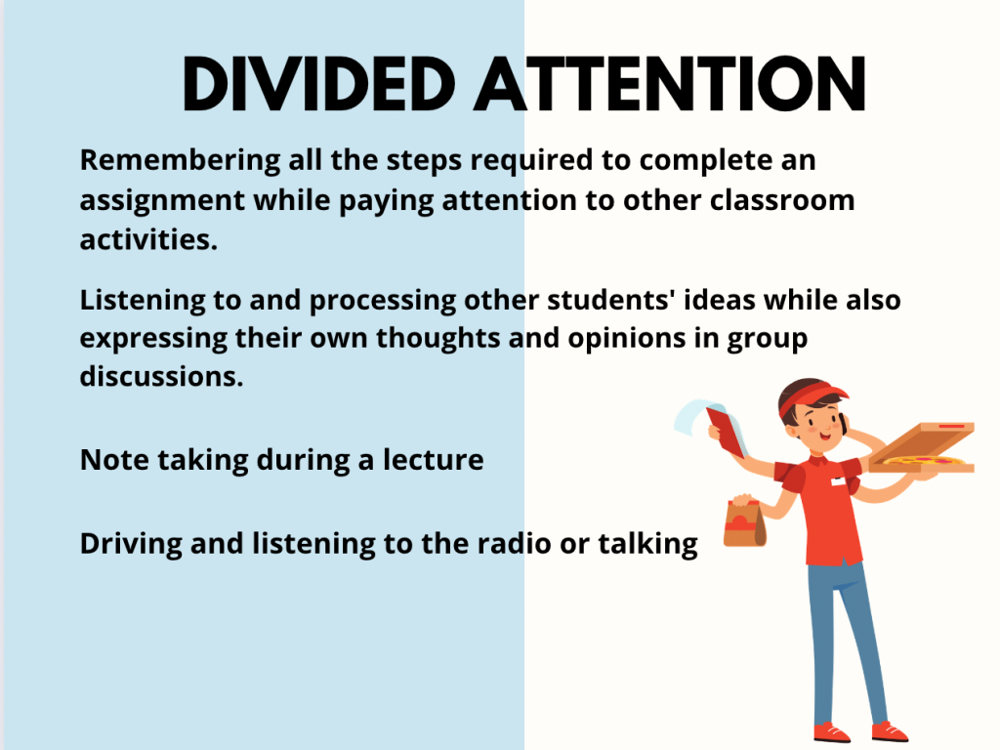 DIVIDED ATTENTION
Remembering all the steps required to complete an
assignment while paying attention to other classroom
activities.
Listening to and processing other students' ideas while also
expressing their own thoughts and opinions in group
discussions.
Note taking during a lecture
Driving and listening to the radio or talking